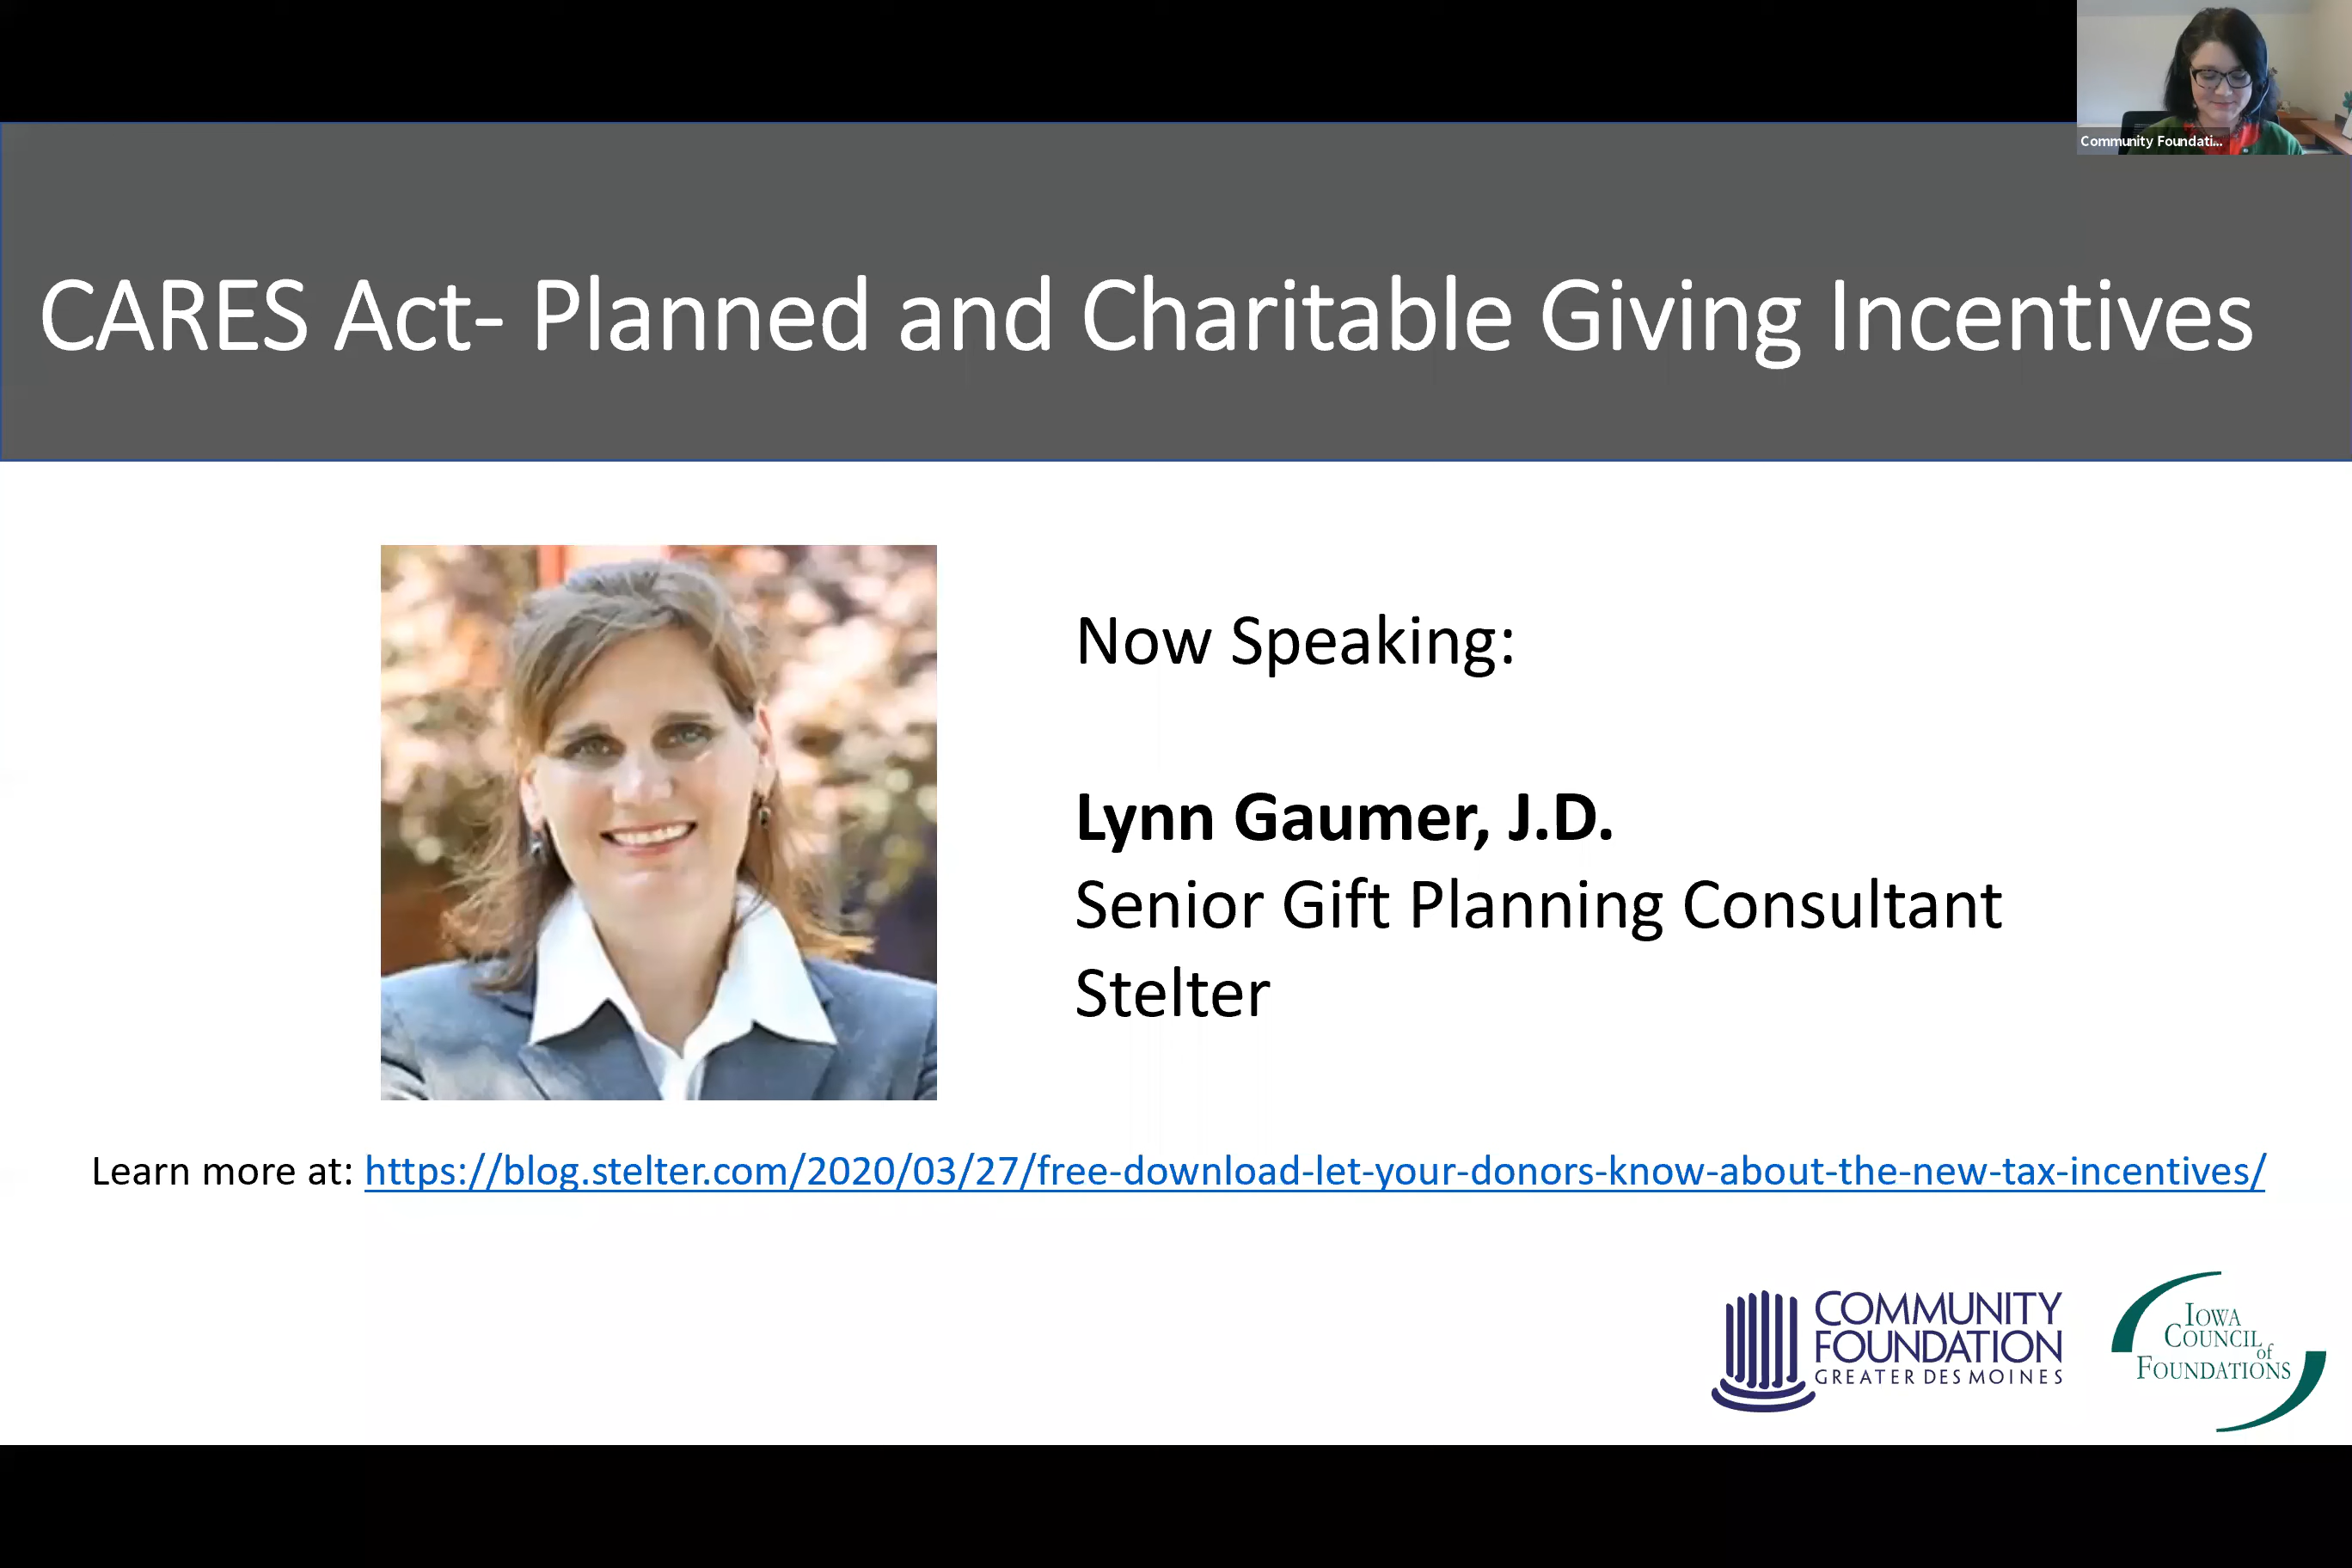 Community Foundati...
CARES Act- Planned and Charitable Giving Incentives
Now Speaking:
Lynn Gaumer, J.D.
Senior Gift Planning Consultant
Stelter
Learn more at: https://blog.stelter.com/2020/03/27/free-download-let-your-donors-know-about-the-new-tax-incentives/
COMMUNITY
FOUNDATION
GREATER DES MOINES
IOWA
COUNCIL
of
FOUNDATIONS